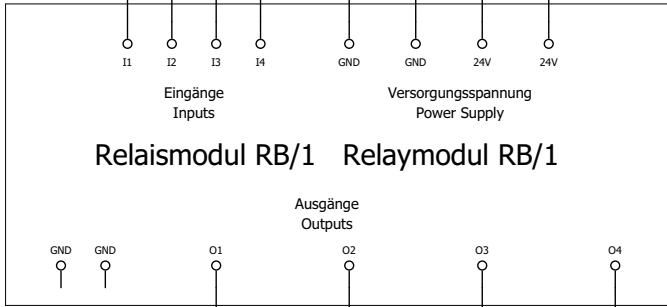 I1 I2 I3 I4 GND GND 24V 24V
Eingänge Versorgungsspannung
Inputs Power Supply
Relaismodul RB/1 Relaymodul RB/1
Ausgänge
Outputs
GND GND O1 O2 O3 O4